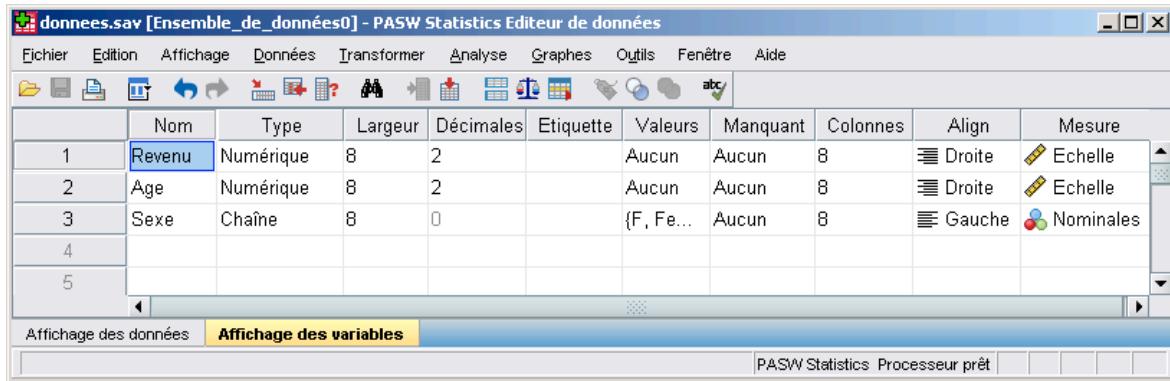 donnees.sav [Ensemble_de_données0] - PASW Statistics Editeur de données
Fichier Edition Affichage Données Transformer Analyse Graphes Outils Fenêtre Aide
Nom Type Largeur Décimales Etiquette Valeurs Manquant Colonnes Align Mesure
1 Revenu Numérique 8 2 Aucun Aucun 8 Droite Echelle
2 Age Numérique 8 2 Aucun Aucun 8 Droite Echelle
3 Sexe Chaîne 8 0 {F, Fe... Aucun 8 Gauche Nominales
4
5
Affichage des données Affichage des variables
PASW Statistics Processeur prêt